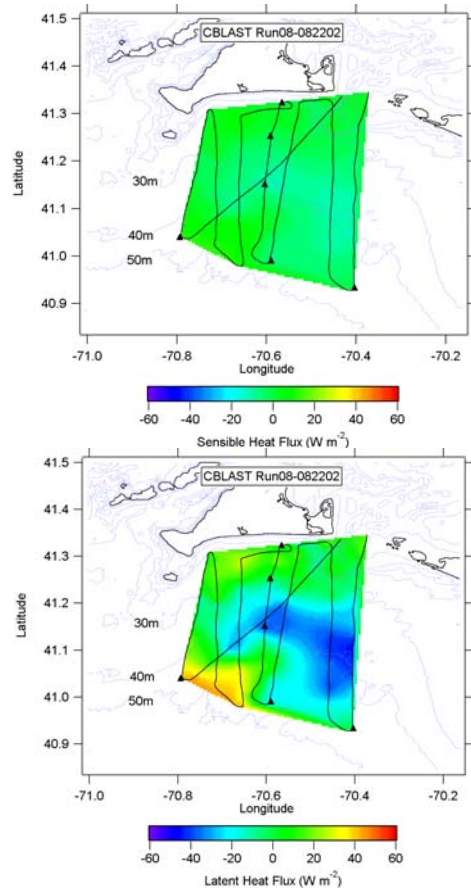 41.5
CBLAST Run08-082202
41.4
41.3
41.2
30m
41.1
40m
41.0
50m
40.9
Latitude
-71.0 -70.8 -70.6 -70.4 -70.2
Longitude
-60 -40 -20 0 20 40 60
Sensible Heat Flux (W m⁻²)
41.5
CBLAST Run08-082202
41.4
41.3
41.2
30m
41.1
40m
41.0
50m
40.9
Latitude
-71.0 -70.8 -70.6 -70.4 -70.2
Longitude
-60 -40 -20 0 20 40 60
Latent Heat Flux (W m⁻²)